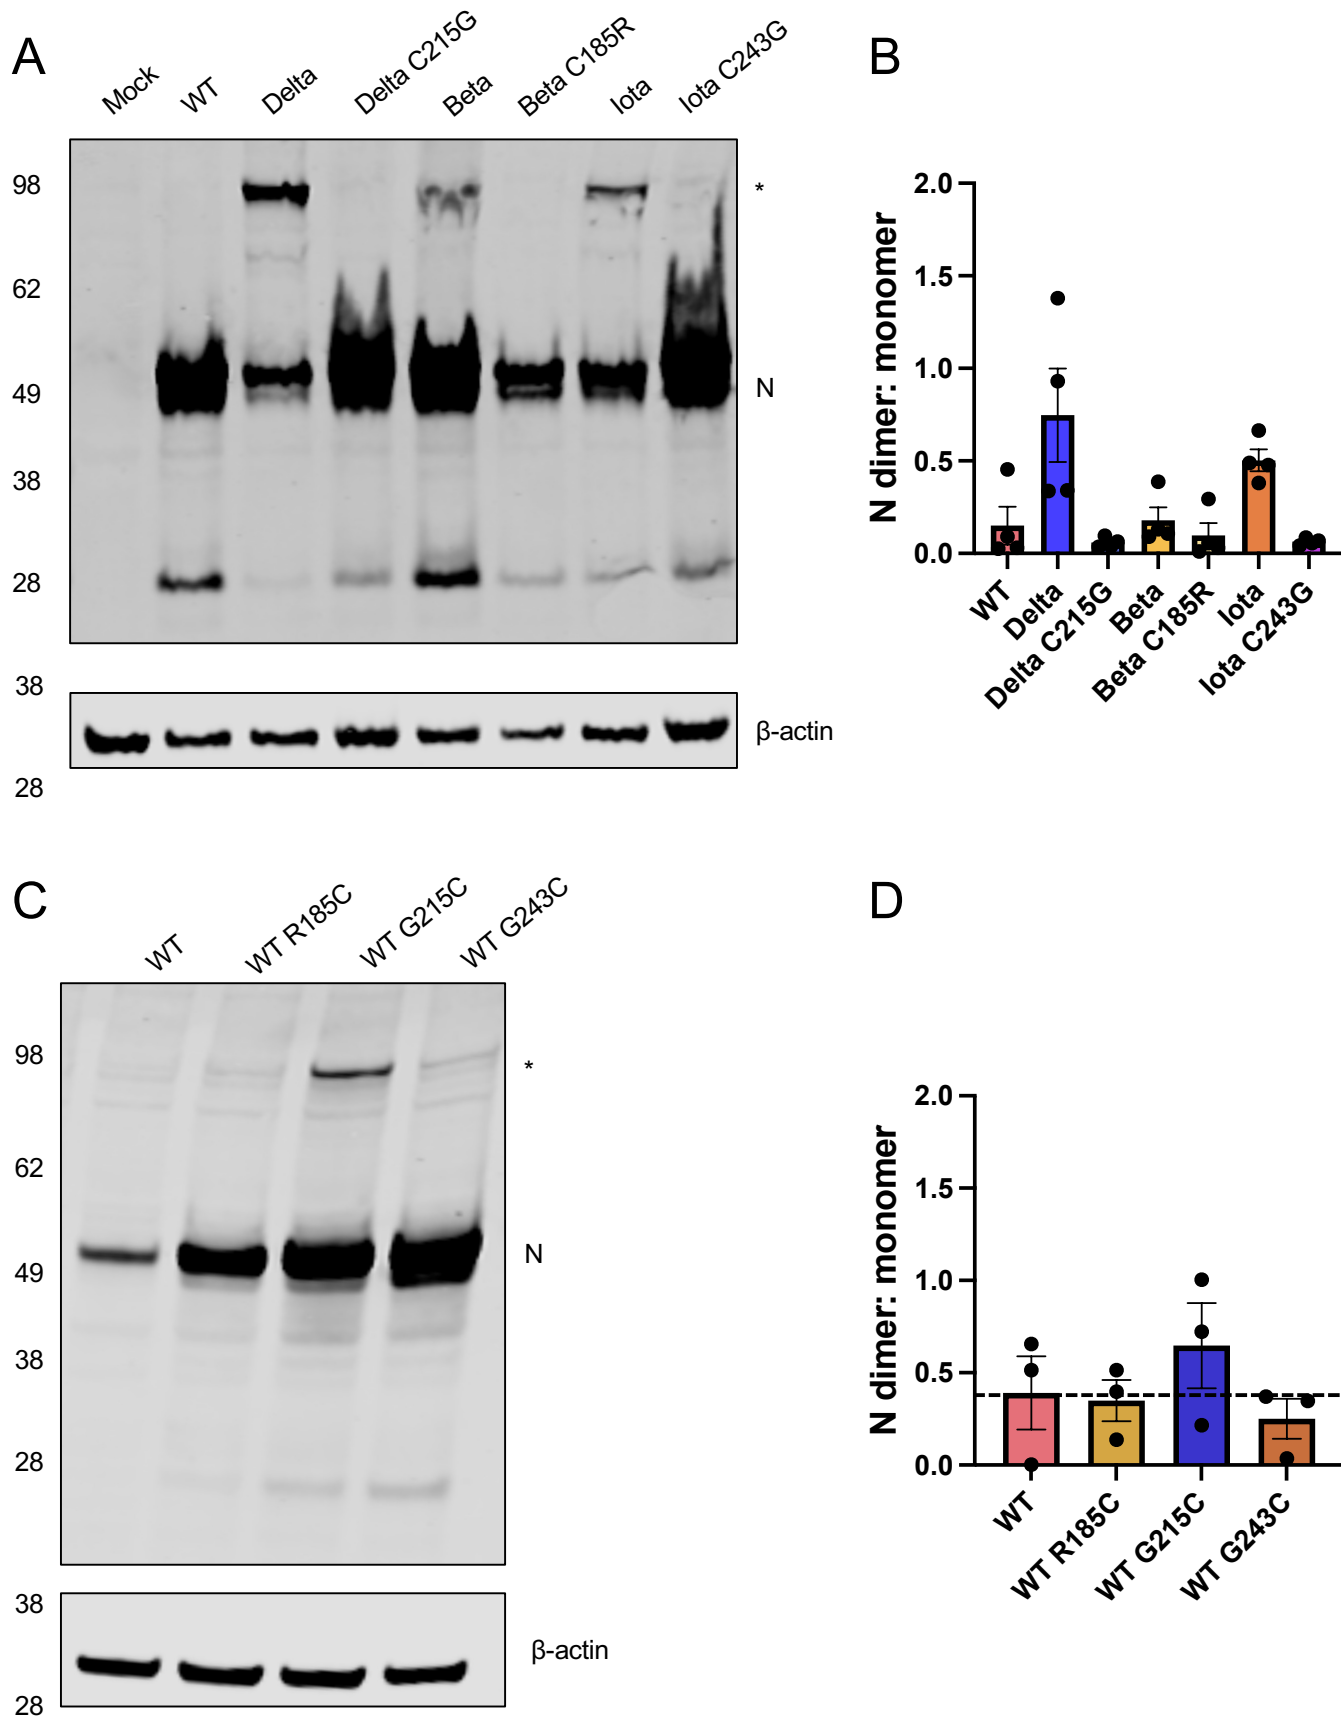 A
Mock
WT
Delta
Delta C215G
Beta
Beta C185R
Iota
Iota C243G
98
*
62
49
N
38
28
38
β-actin
28
B
N dimer: monomer
2.0
1.5
1.0
0.5
0.0
WT
Delta
Delta C215G
Beta
Beta C185R
Iota
Iota C243G
C
WT
WT R185C
WT G215C
WT G243C
98
*
62
N
49
38
28
38
β-actin
28
D
N dimer: monomer
2.0
1.5
1.0
0.5
0.0
WT
WT R185C
WT G215C
WT G243C